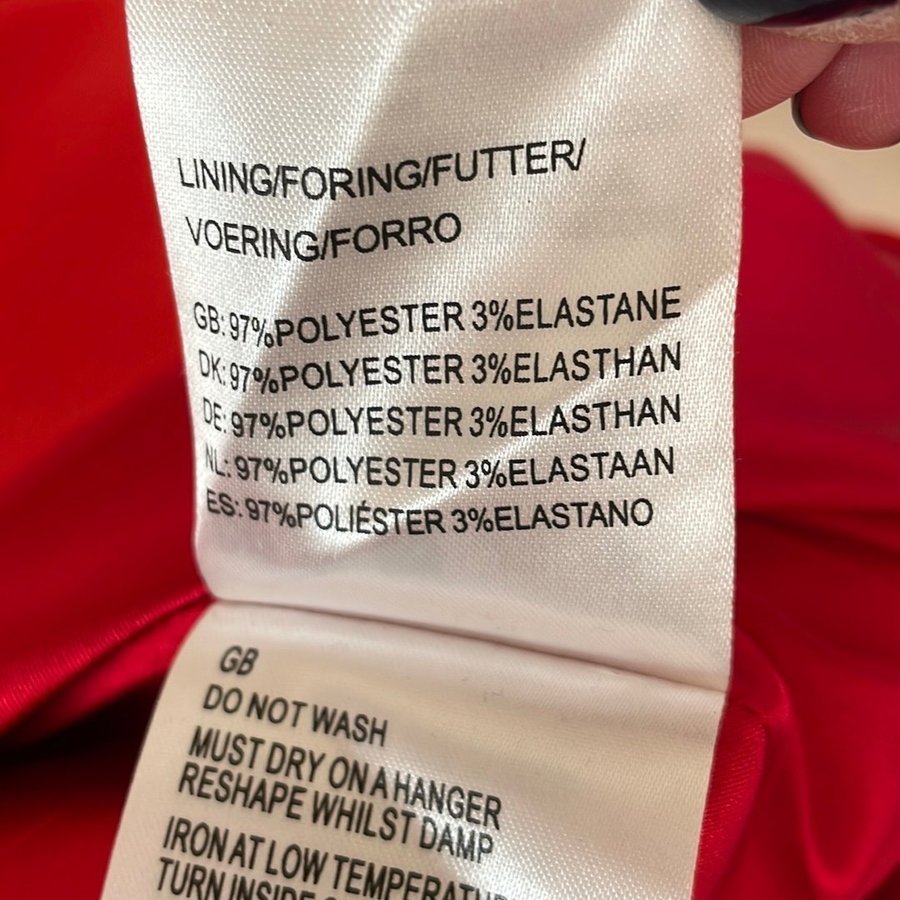 LINING/FORING/FUTTER/
VOERING/FORRO
GB: 97%POLYESTER 3%ELASTANE
DK: 97%POLYESTER 3%ELASTHAN
DE: 97%POLYESTER 3%ELASTHAN
NL: 97%POLYESTER 3%ELASTAAN
ES: 97%POLIÉSTER 3%ELASTANO
GB
DO NOT WASH
MUST DRY ON A HANGER
RESHAPE WHILST DAMP
IRON AT LOW
TURN